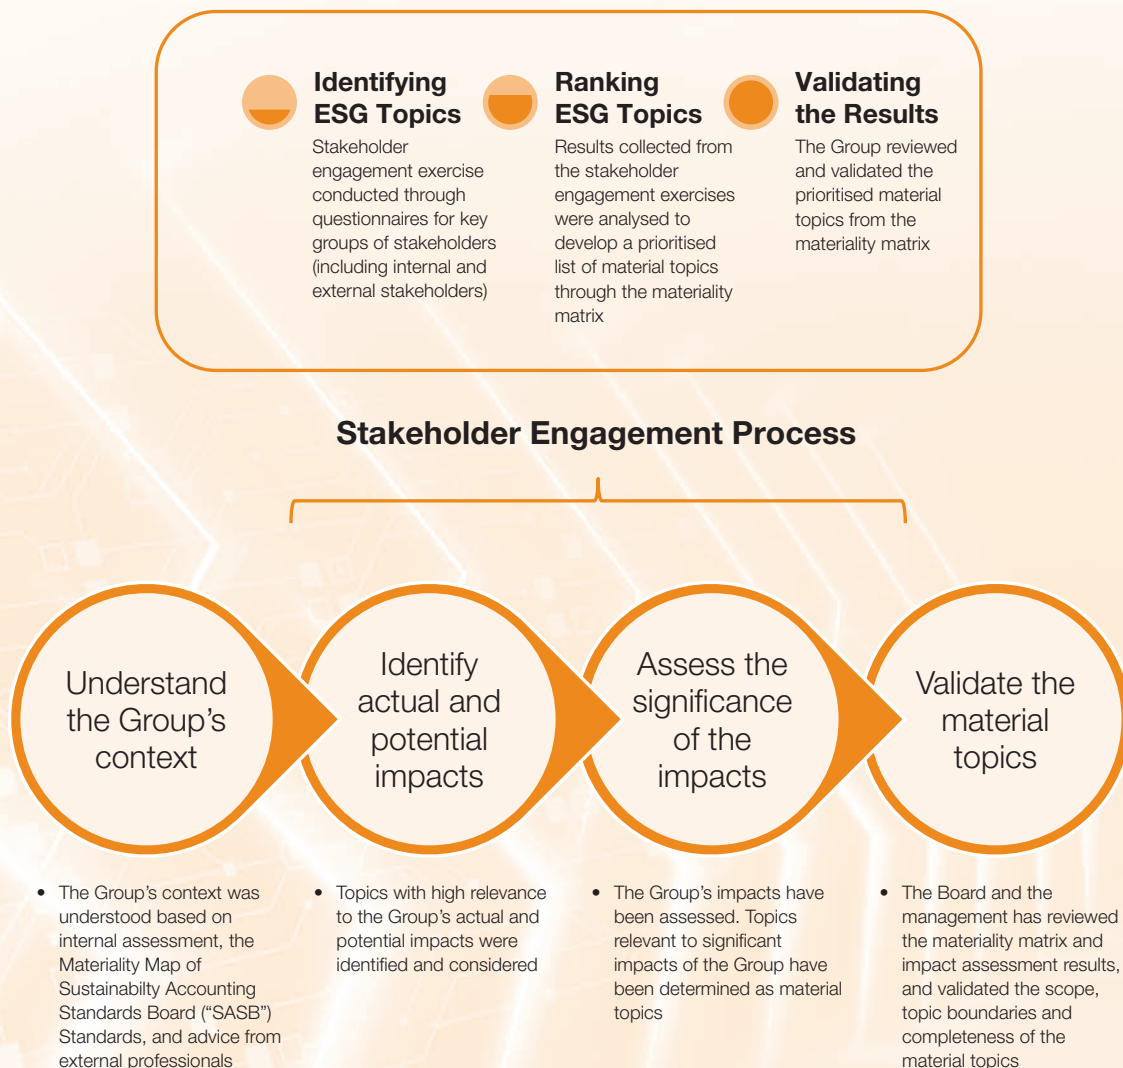 Identifying
ESG Topics
Stakeholder
engagement exercise
conducted through
questionnaires for key
groups of stakeholders
(including internal and
external stakeholders)
Ranking
ESG Topics
Results collected from
the stakeholder
engagement exercises
were analysed to
develop a prioritised
list of material topics
through the materiality
matrix
Validating
the Results
The Group reviewed
and validated the
prioritised material
topics from the
materiality matrix
Stakeholder Engagement Process
Understand
the Group’s
context
Identify
actual and
potential
impacts
Assess the
significance
of the
impacts
Validate the
material
topics
• The Group’s context was
understood based on
internal assessment, the
Materiality Map of
Sustainabilty Accounting
Standards Board (“SASB”)
Standards, and advice from
external professionals
• Topics with high relevance
to the Group’s actual and
potential impacts were
identified and considered
• The Group’s impacts have
been assessed. Topics
relevant to significant
impacts of the Group have
been determined as material
topics
• The Board and the
management has reviewed
the materiality matrix and
impact assessment results,
and validated the scope,
topic boundaries and
completeness of the
material topics